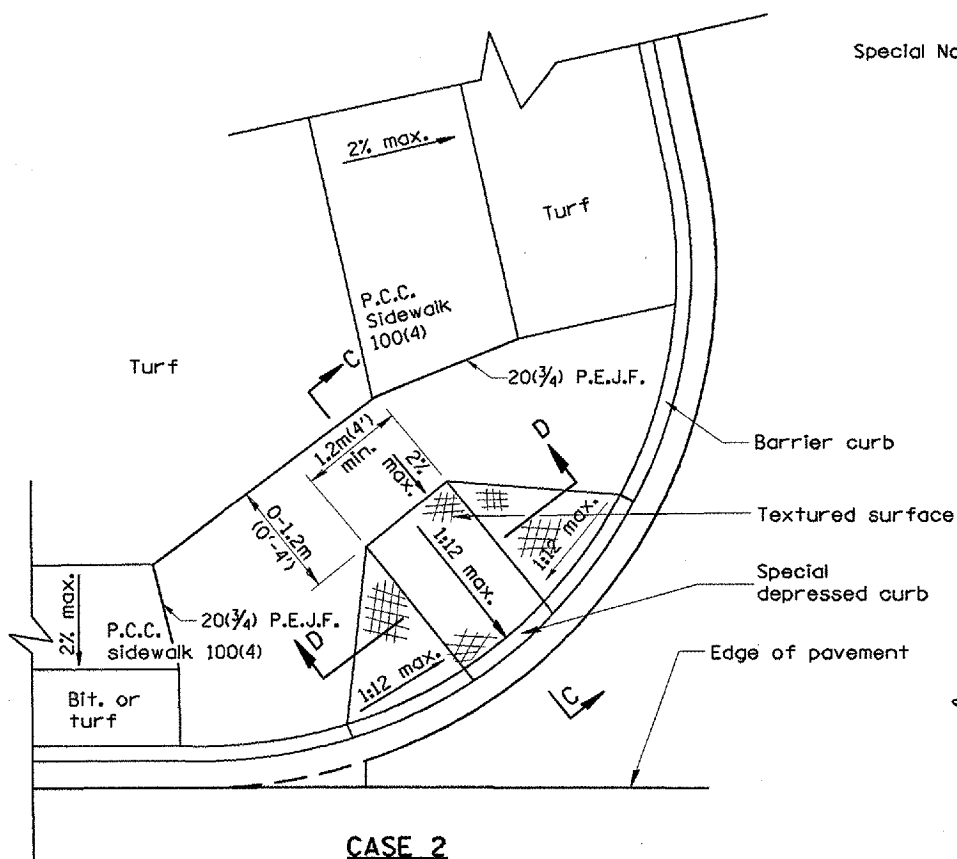 Special No
2% max.
Turf
P.C.C.
Sidewalk
100(4)
Turf
C
20(3/4) P.E.J.F.
1.2m(4')
min.
2%
max.
D
Barrier curb
0-1.2m
(0'-4')
Textured surface
1:12 max.
1:12 max.
Special
depressed curb
2% max.
20(3/4) P.E.J.F.
P.C.C.
sidewalk 100(4)
D
1:12 max.
Edge of pavement
Bit. or
turf
C
CASE 2